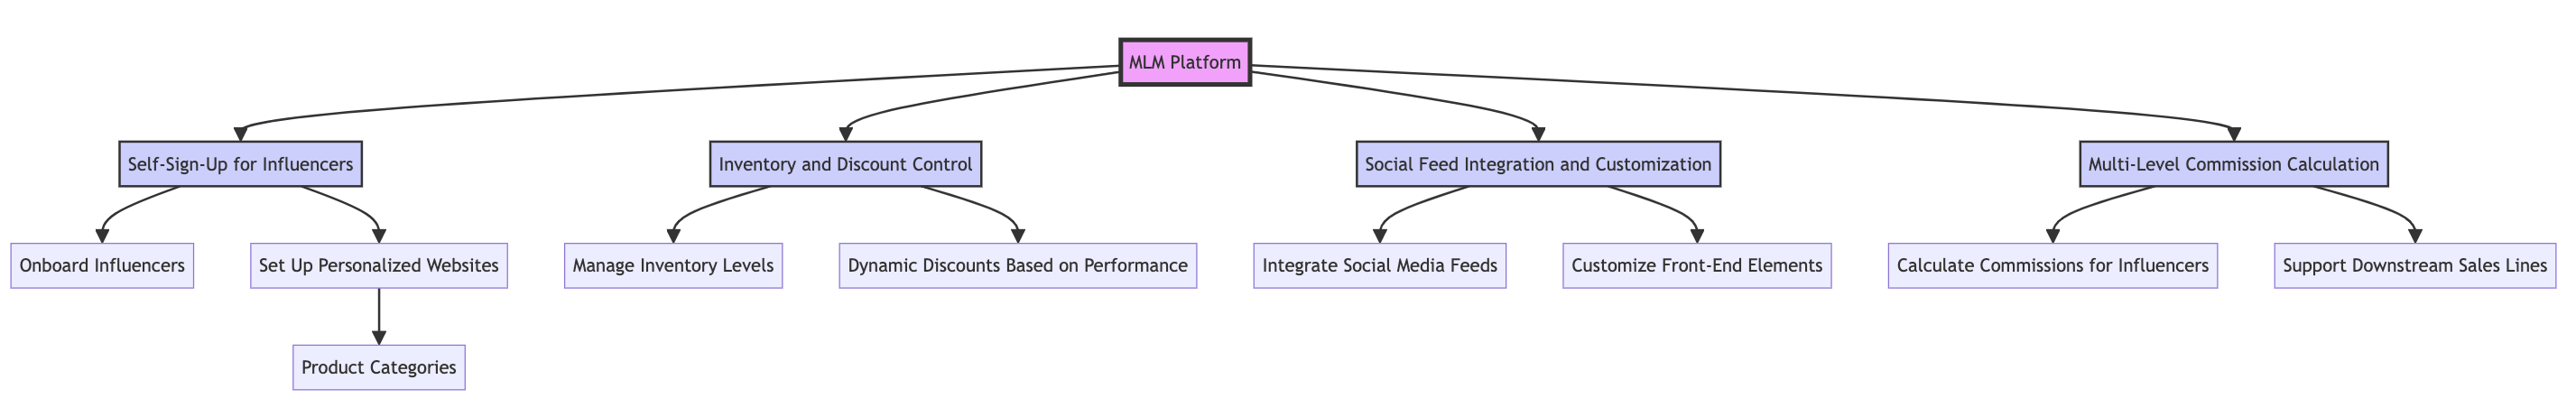 MLM Platform
Self-Sign-Up for Influencers
Inventory and Discount Control
Social Feed Integration and Customization
Multi-Level Commission Calculation
Onboard Influencers
Set Up Personalized Websites
Manage Inventory Levels
Dynamic Discounts Based on Performance
Integrate Social Media Feeds
Customize Front-End Elements
Calculate Commissions for Influencers
Support Downstream Sales Lines
Product Categories